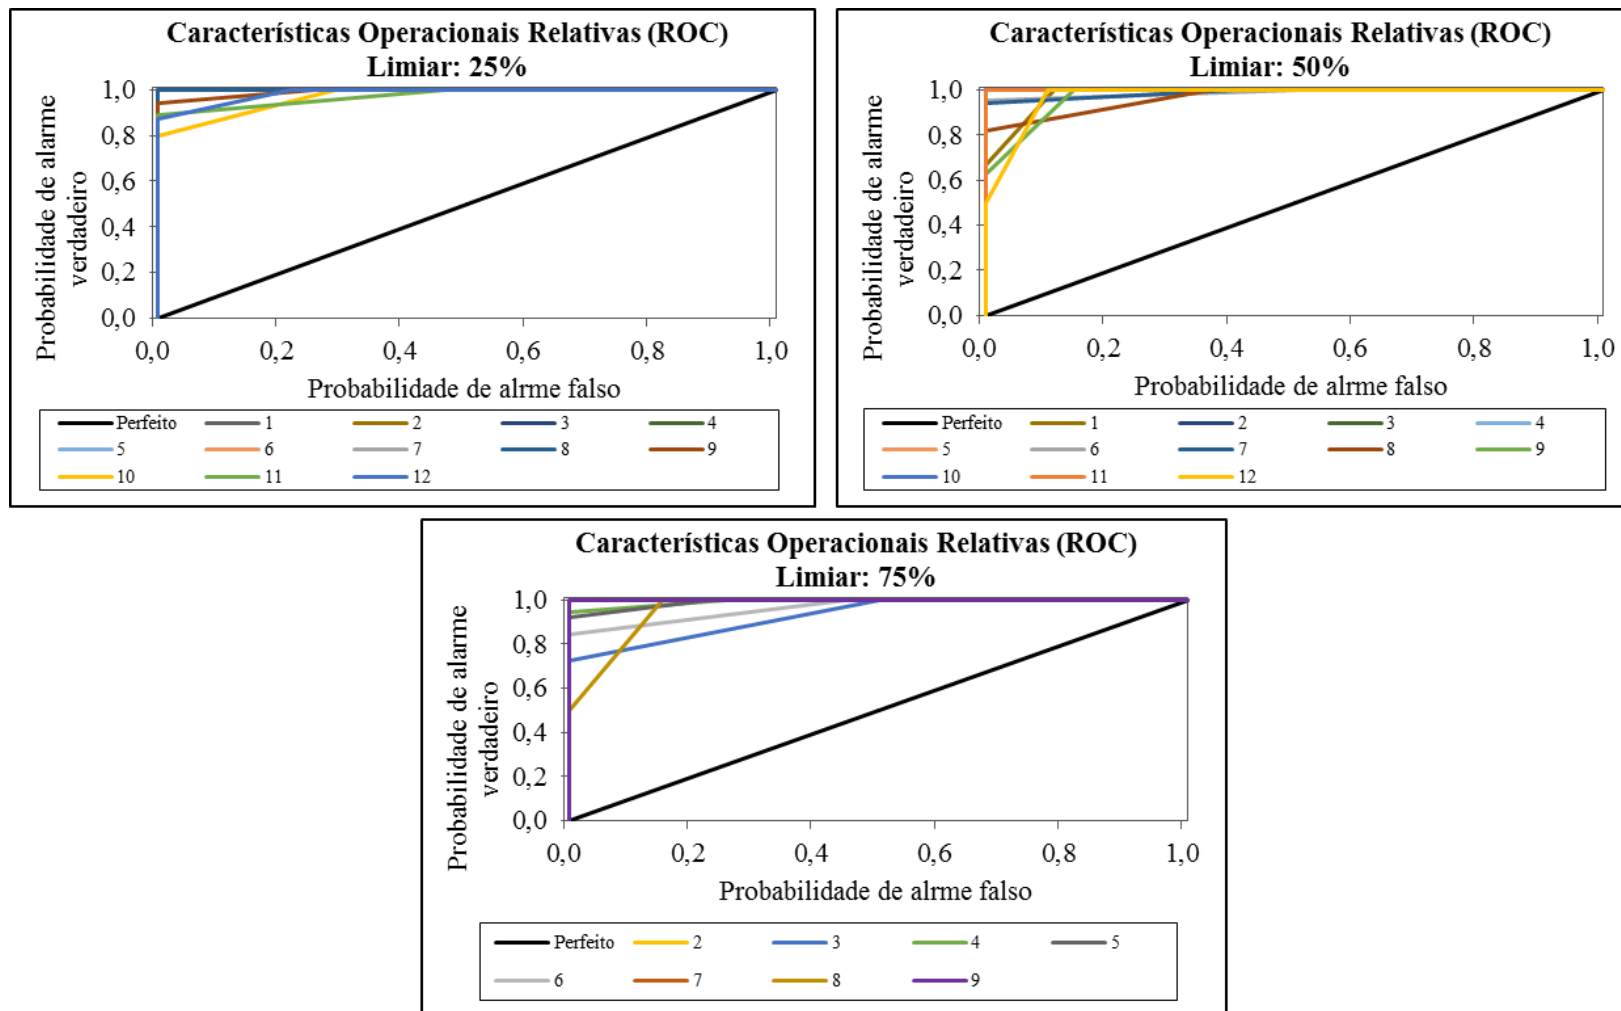 Características Operacionais Relativas (ROC)
Limiar: 25%
Probabilidade de alarme
verdadeiro
1,0
0,8
0,6
0,4
0,2
0,0
0,0 0,2 0,4 0,6 0,8 1,0
Probabilidade de alrme falso
Perfeito 1 2 3 4
5 6 7 8 9
10 11 12
Características Operacionais Relativas (ROC)
Limiar: 50%
Probabilidade de alarme
verdadeiro
1,0
0,8
0,6
0,4
0,2
0,0
0,0 0,2 0,4 0,6 0,8 1,0
Probabilidade de alrme falso
Perfeito 1 2 3 4
5 6 7 8 9
10 11 12
Características Operacionais Relativas (ROC)
Limiar: 75%
Probabilidade de alarme
verdadeiro
1,0
0,8
0,6
0,4
0,2
0,0
0,0 0,2 0,4 0,6 0,8 1,0
Probabilidade de alrme falso
Perfeito 2 3 4 5
6 7 8 9